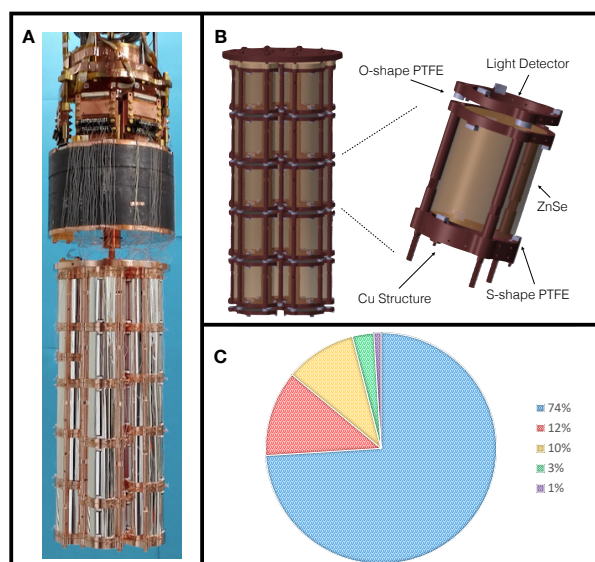 A
B
O-shape PTFE
Light Detector
ZnSe
Cu Structure
S-shape PTFE
C
74%
12%
10%
3%
1%